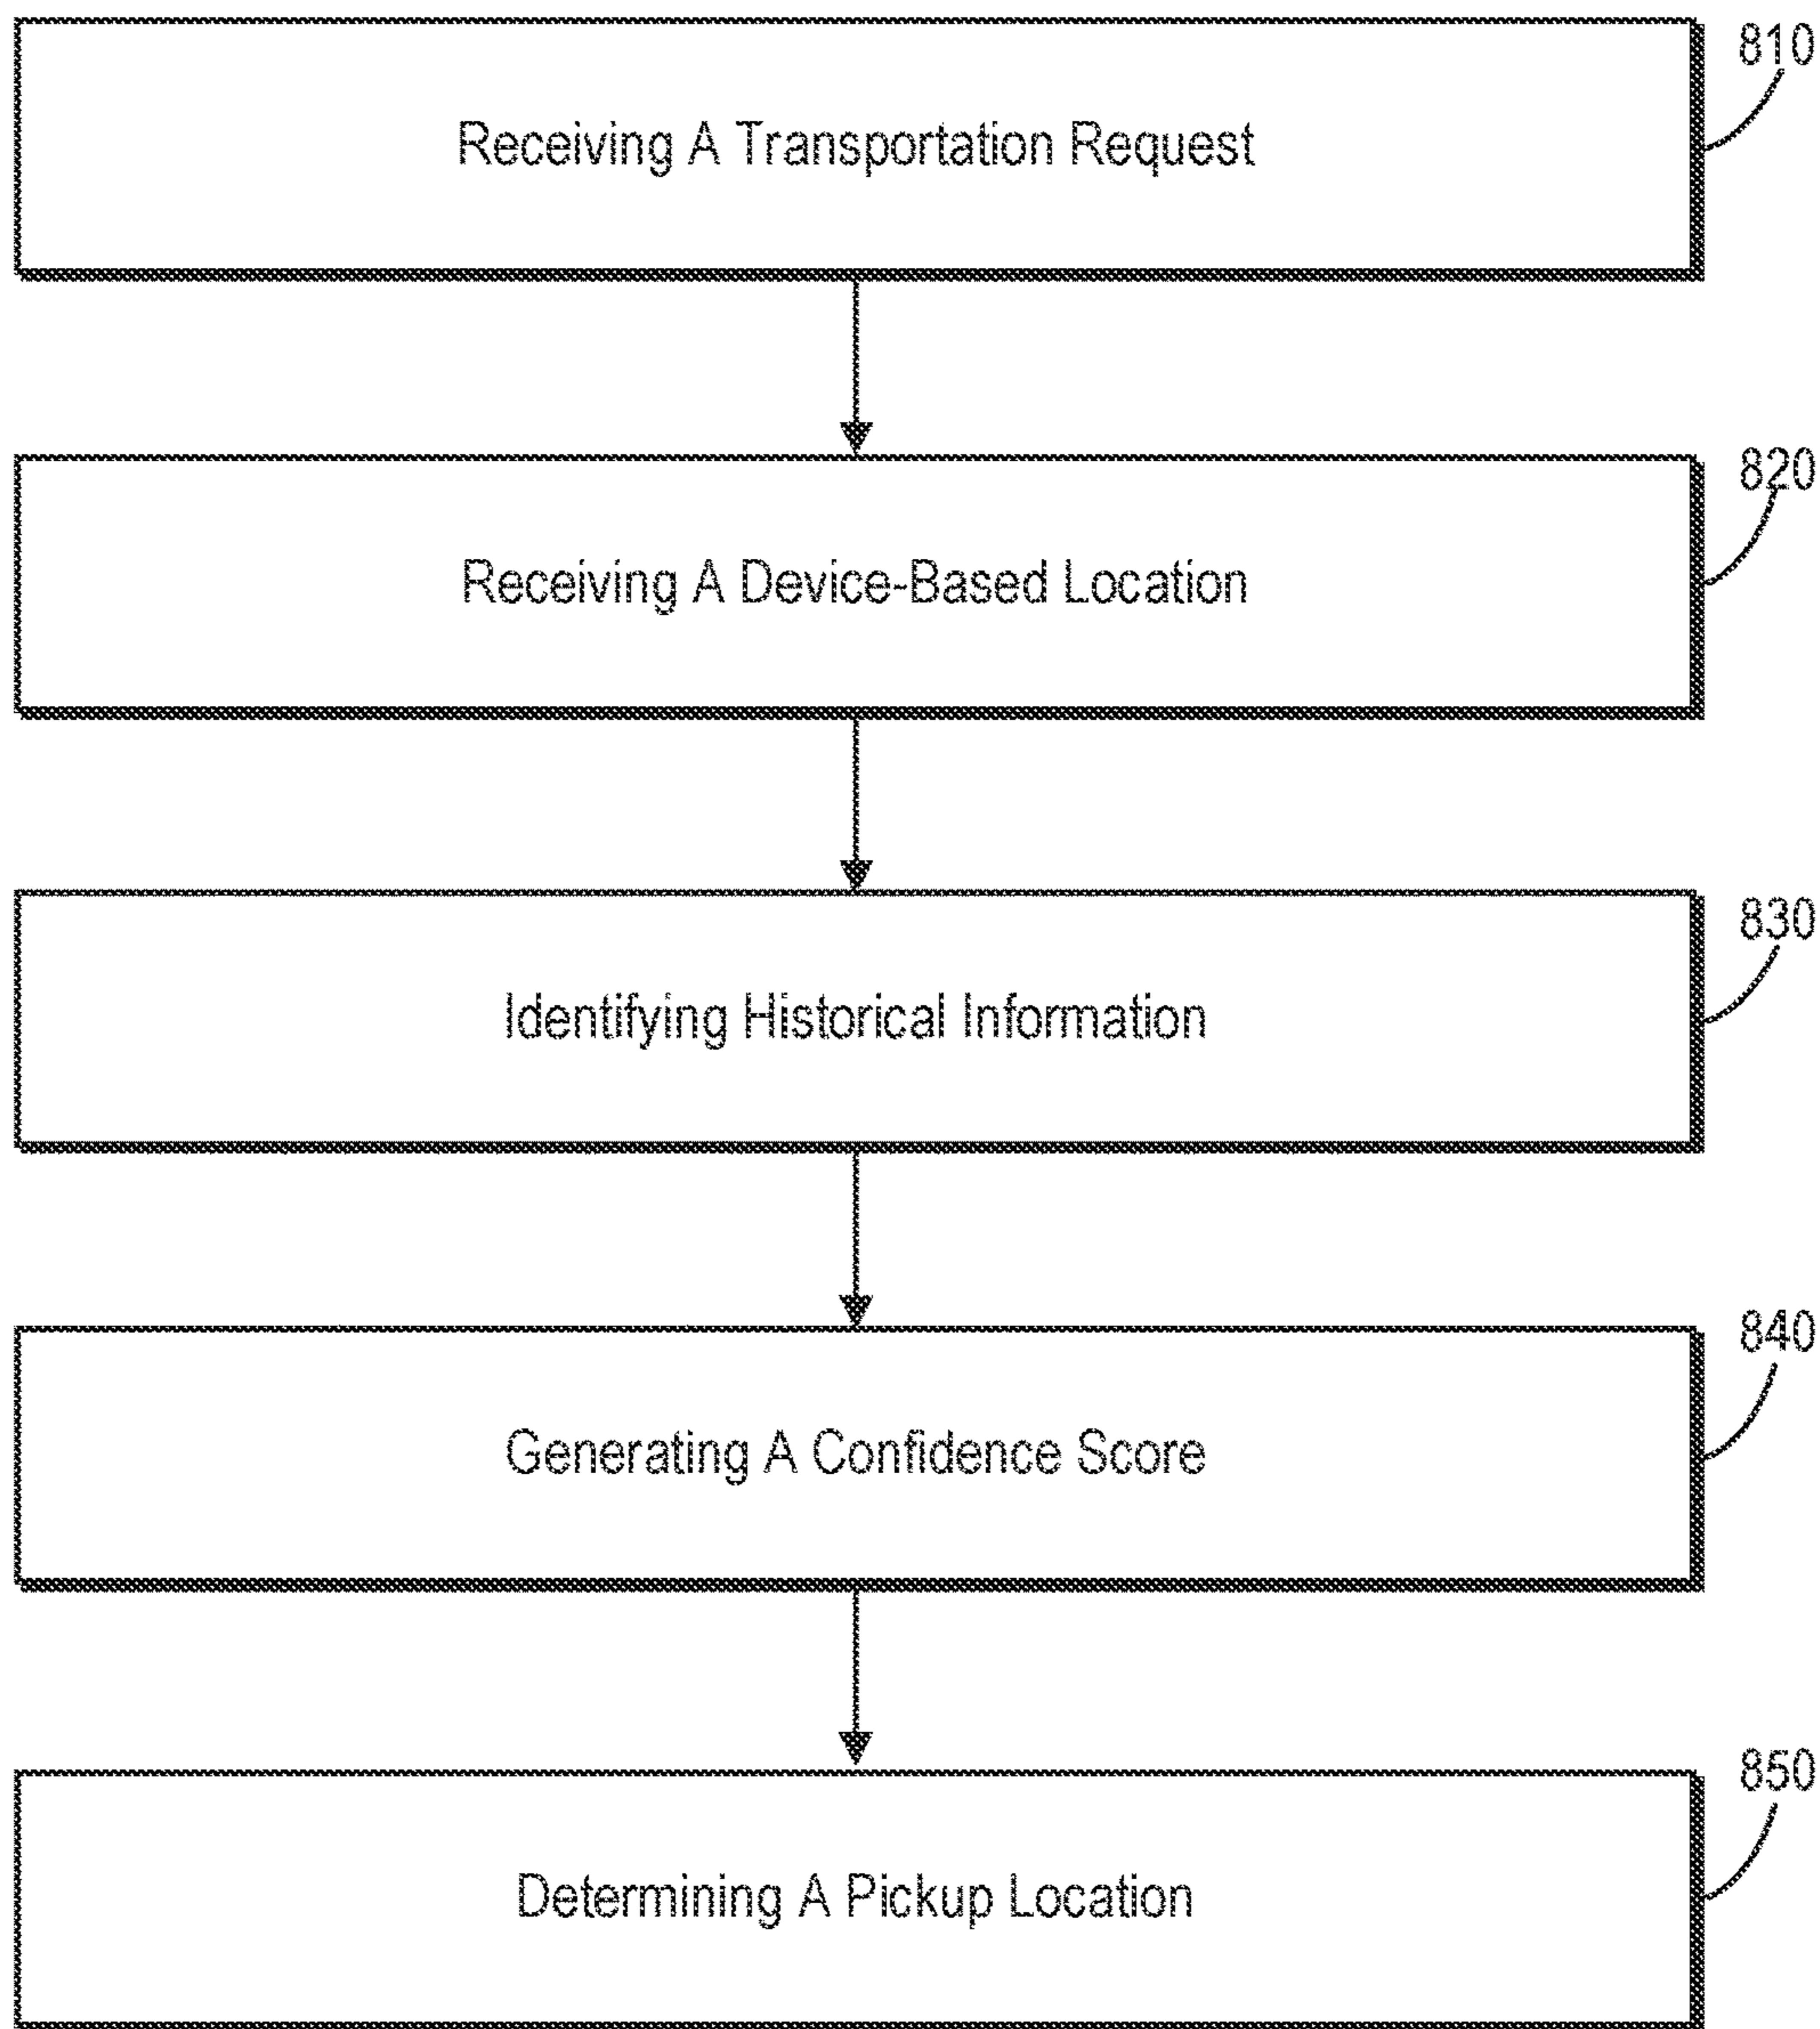 810
Receiving A Transportation Request
820
Receiving A Device-Based Location
830
Identifying Historical Information
840
Generating A Confidence Score
850
Determining A Pickup Location